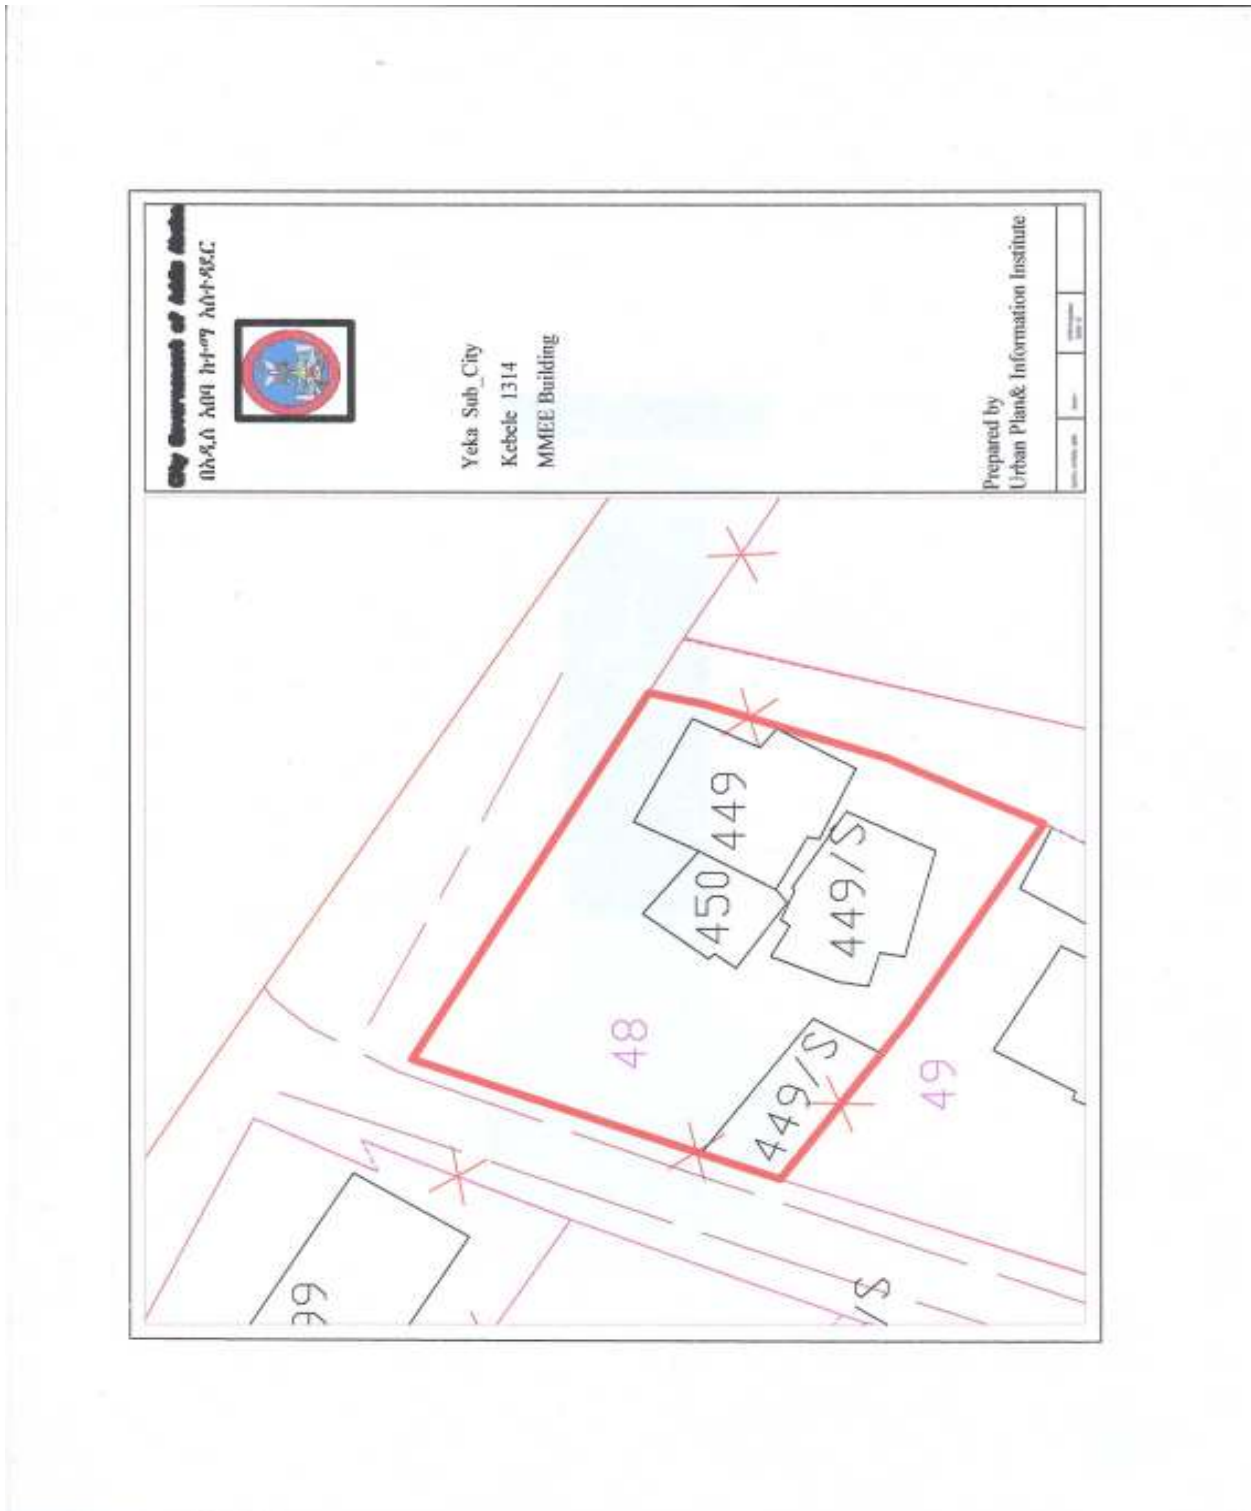 City Government of Addis Ababa
በአዲስ አበባ ከተማ አስተዳደር
Yeka Sub_City
Kebele 1314
MMEE Building
Prepared by
Urban Plan& Information Institute
449
450
449/S
449/S
48
49
99
/S